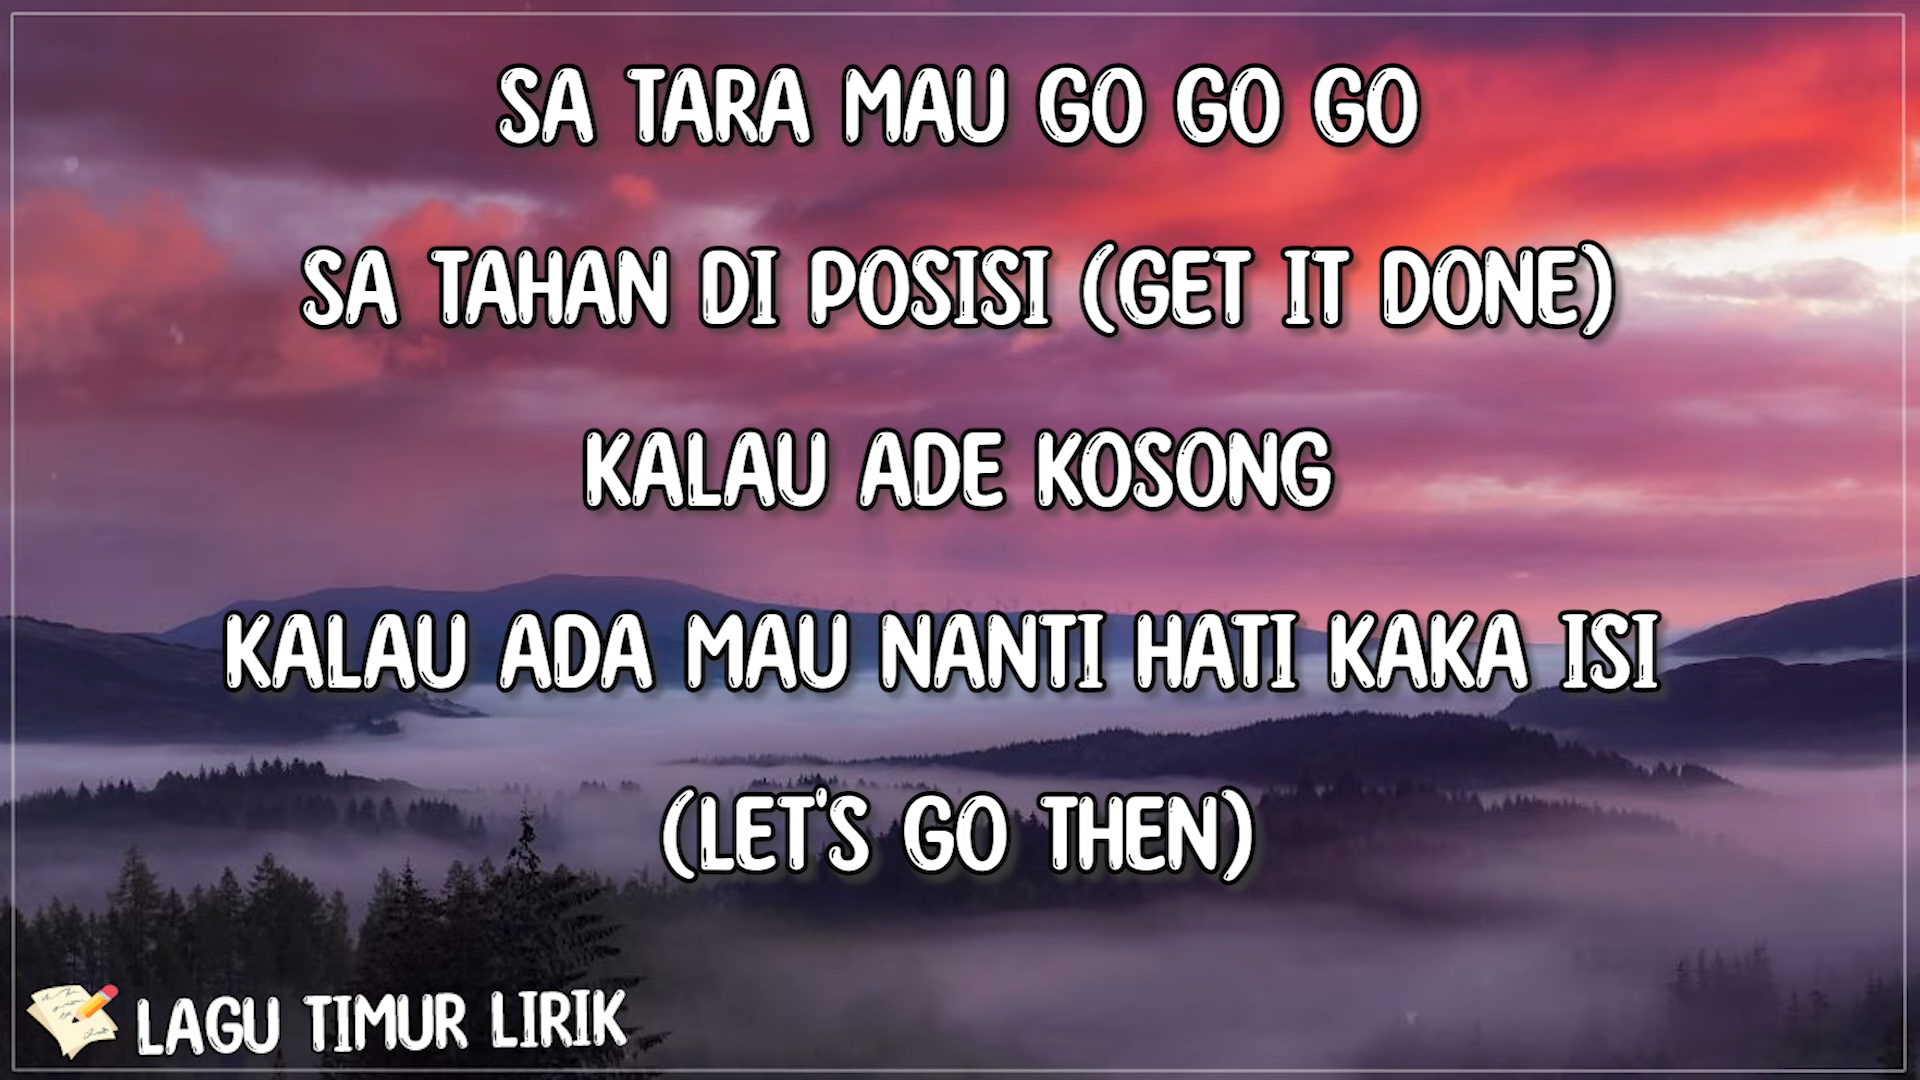 SA TARA MAU GO GO GO
SA TAHAN DI POSISI (GET IT DONE)
KALAU ADE KOSONG
KALAU ADA MAU NANTI HATI KAKA ISI
(LET'S GO THEN)
LAGU TIMUR LIRIK